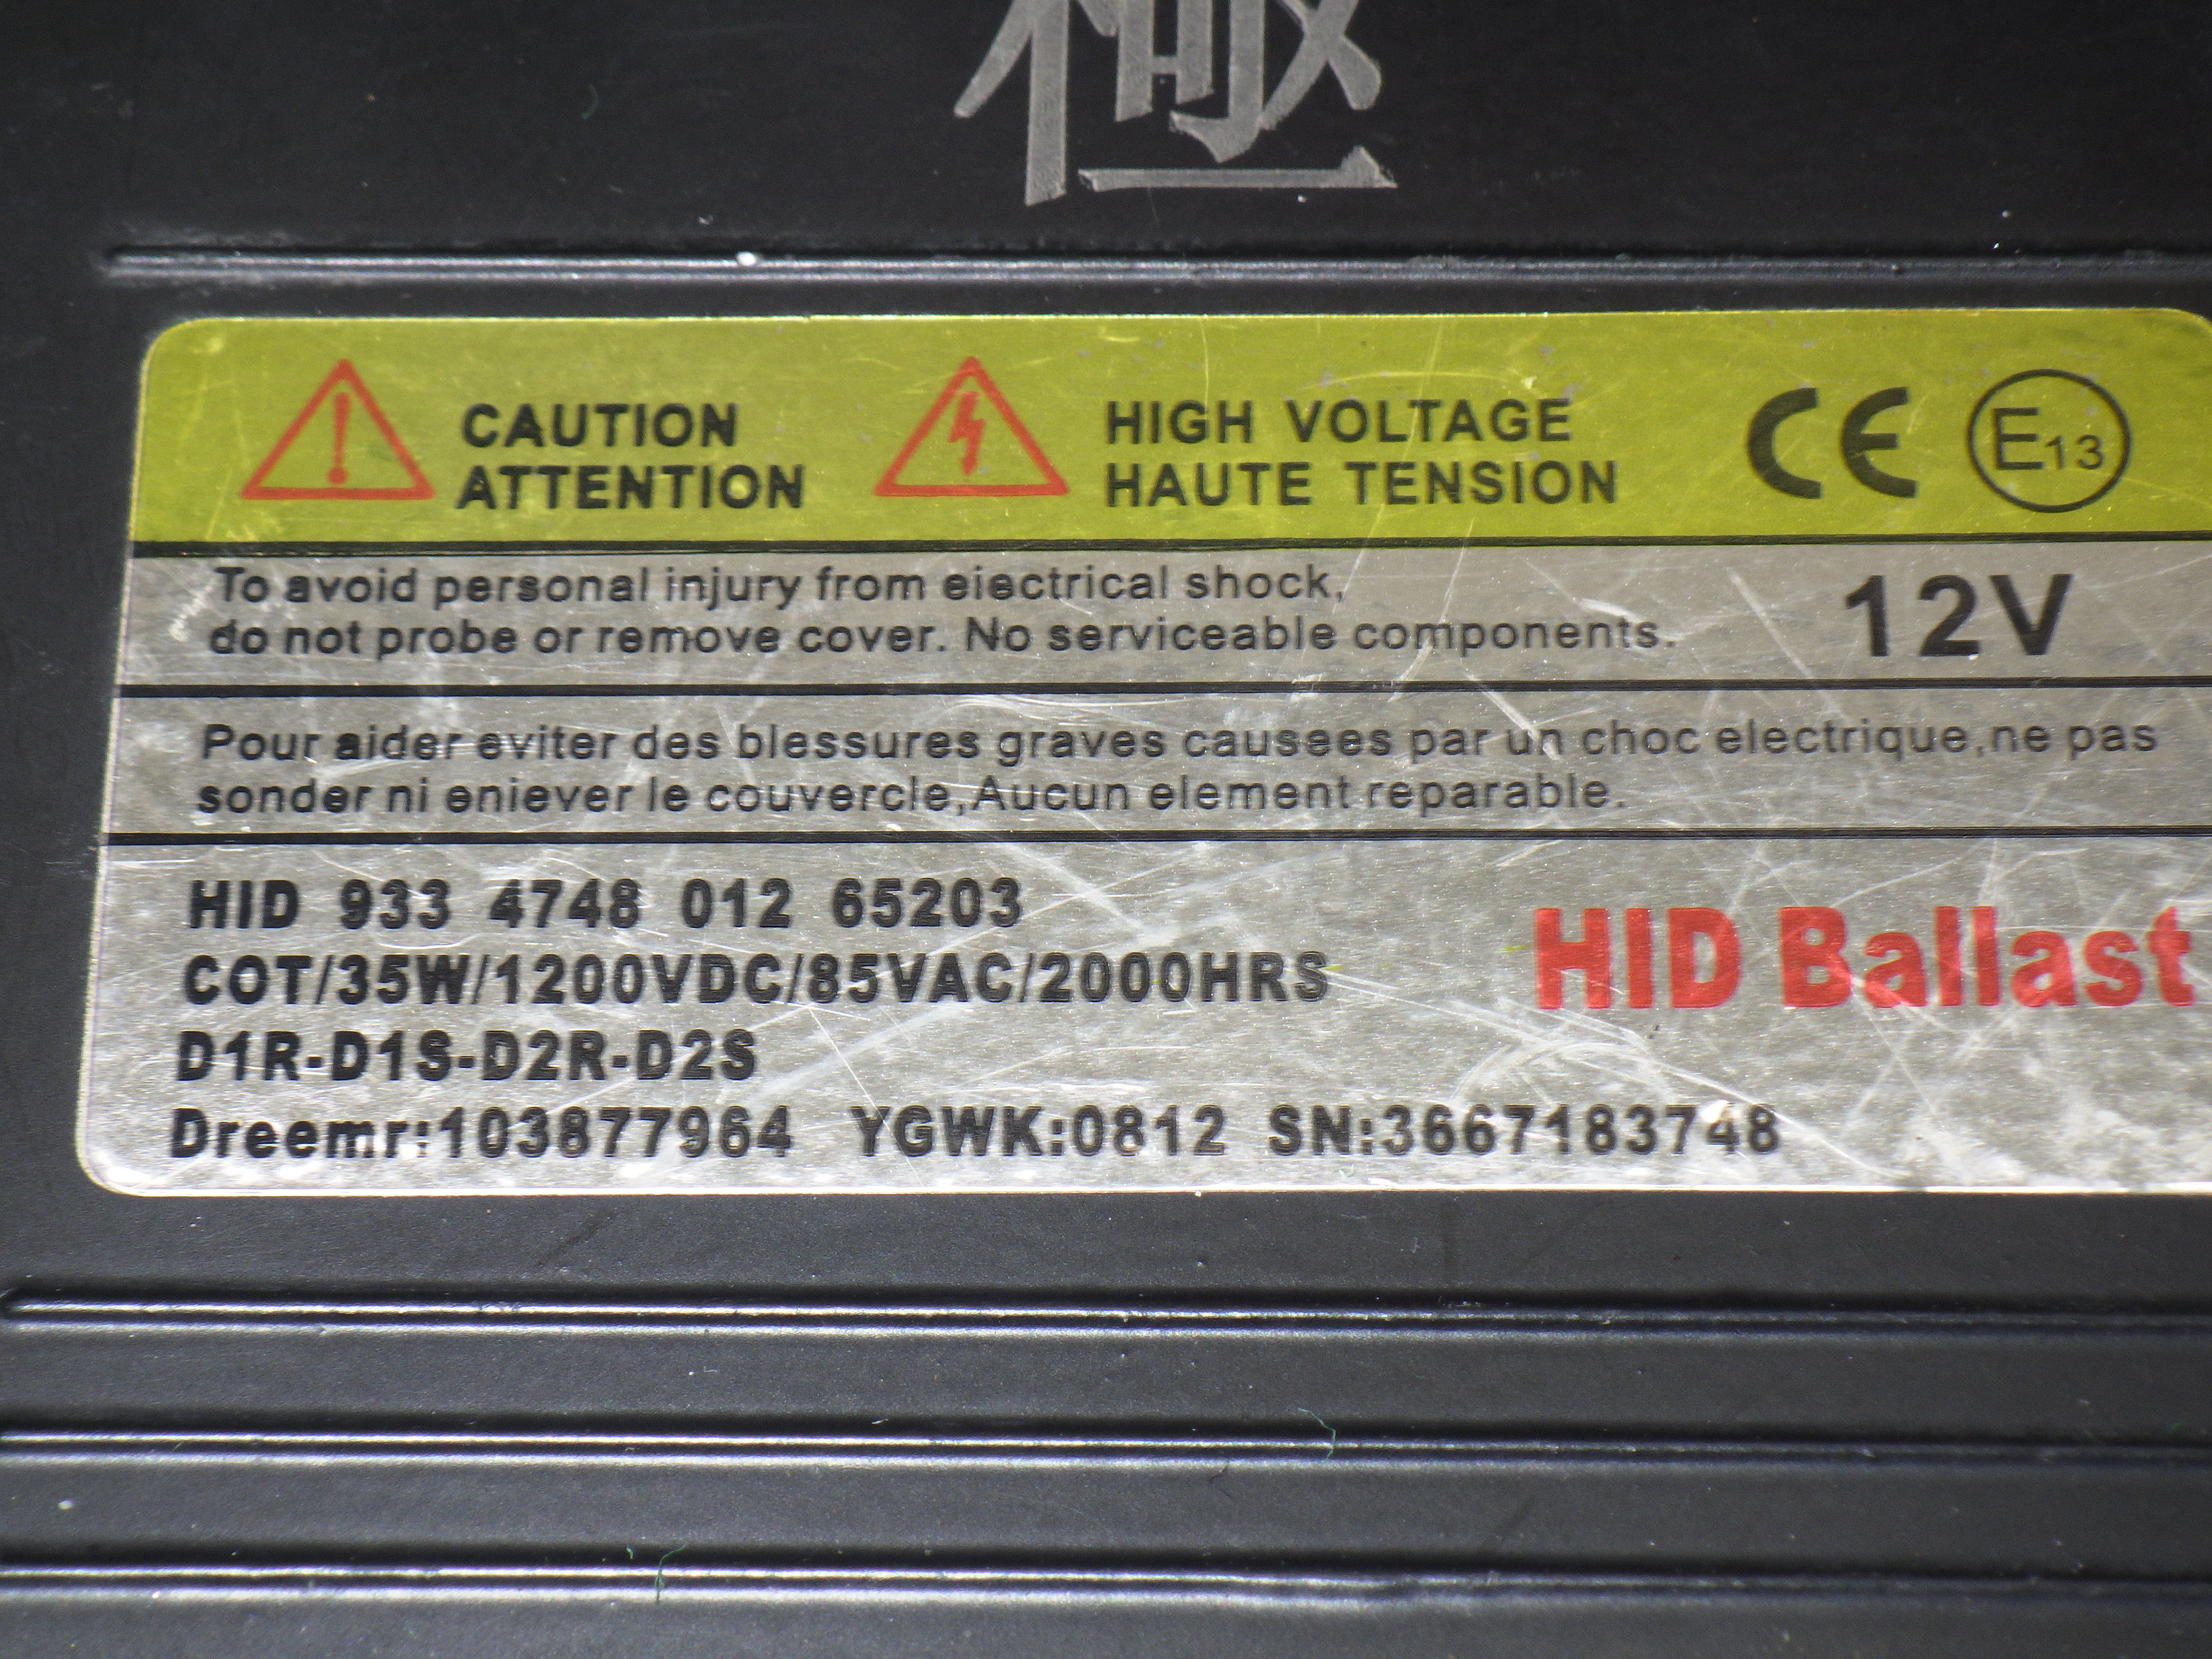 極
CAUTION
ATTENTION
HIGH VOLTAGE
HAUTE TENSION
CE E13
To avoid personal injury from eiectrical shock,
do not probe or remove cover. No serviceable components.
12V
Pour aider eviter des blessures graves causees par un choc electrique,ne pas
sonder ni eniever le couvercle,Aucun element reparable.
HID 933 4748 012 65203
COT/35W/1200VDC/85VAC/2000HRS
D1R-D1S-D2R-D2S
HID Ballast
Dreemr:103877964 YGWK:0812 SN:3667183748